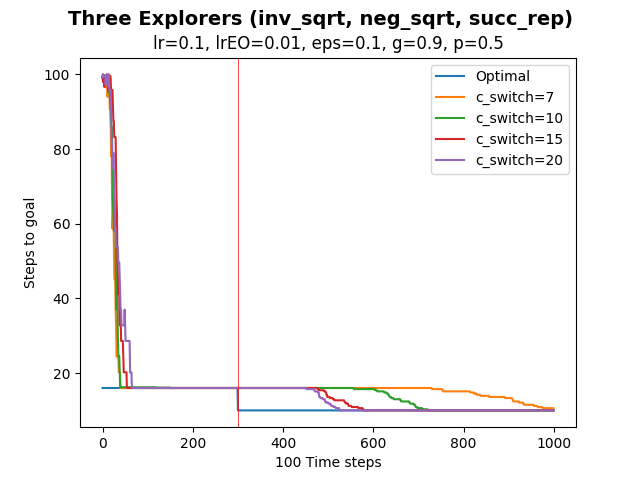 Three Explorers (inv_sqrt, neg_sqrt, succ_rep)
lr=0.1, lrEO=0.01, eps=0.1, g=0.9, p=0.5
Steps to goal
100
80
60
40
20
Optimal
c_switch=7
c_switch=10
c_switch=15
c_switch=20
0
200
400
600
800
1000
100 Time steps